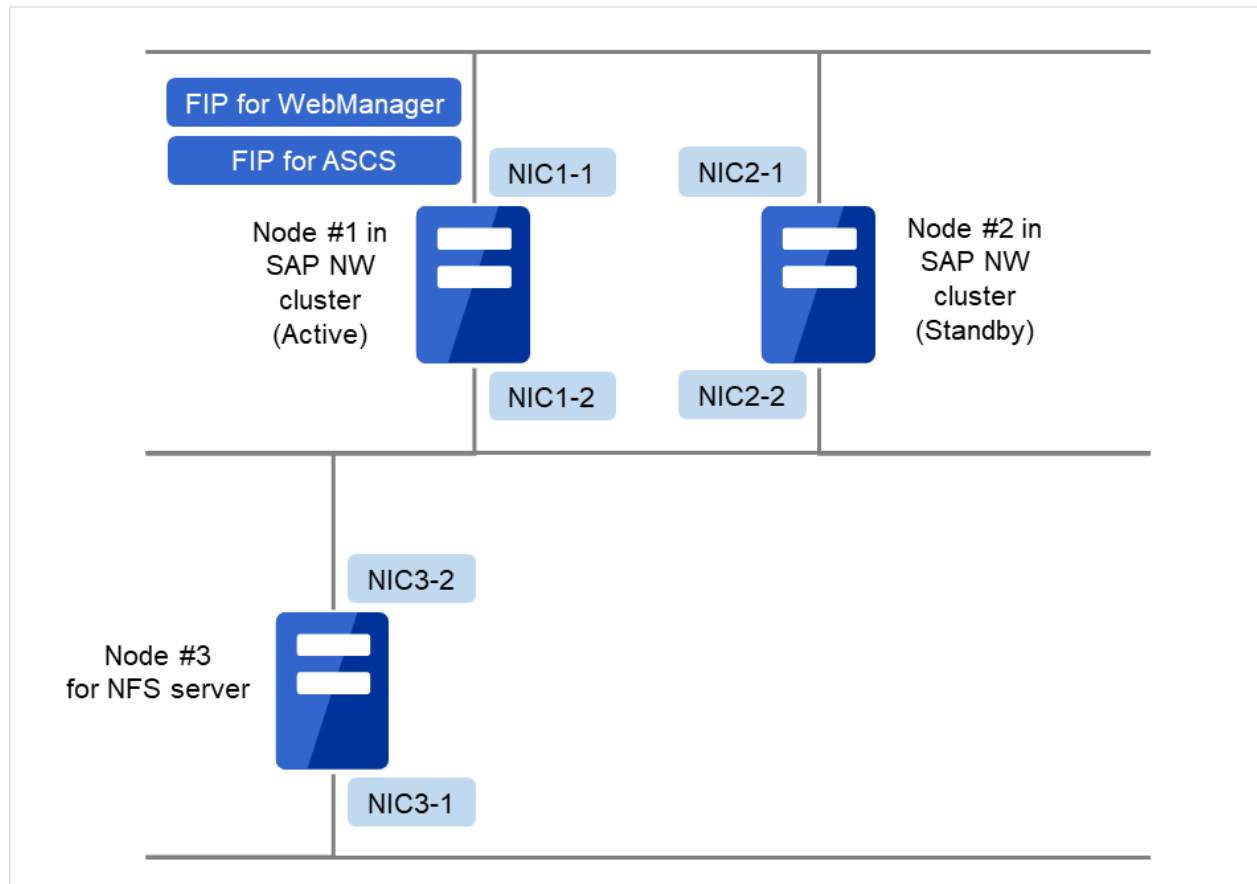 FIP for WebManager
FIP for ASCS
NIC1-1
NIC2-1
Node #1 in
SAP NW
cluster
(Active)
Node #2 in
SAP NW
cluster
(Standby)
NIC1-2
NIC2-2
NIC3-2
Node #3
for NFS server
NIC3-1